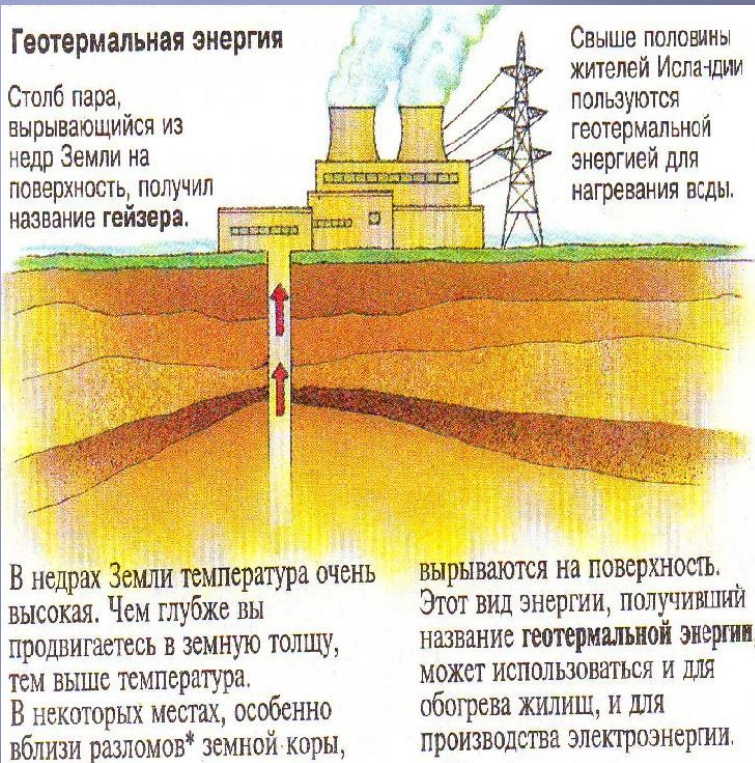 Геотермальная энергия
Столб пара,
вырывающийся из
недр Земли на
поверхность, получил
название гейзера.
Свыше половины
жителей Исландии
пользуются
геотермальной
энергией для
нагревания воды.
В недрах Земли температура очень
высокая. Чем глубже вы
продвигаетесь в земную толщу,
тем выше температура.
В некоторых местах, особенно
вблизи разломов* земной коры,
вырываются на поверхность.
Этот вид энергии, получивший
название геотермальной энергии,
может использоваться и для
обогрева жилищ, и для
производства электроэнергии.